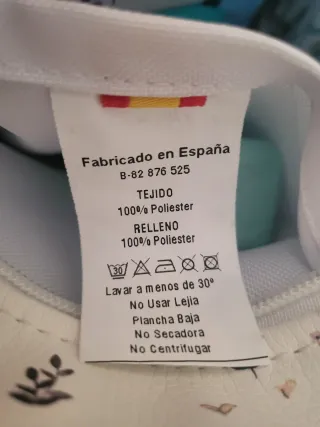 Fabricado en España
B-82 876 525
TEJIDO
100% Poliester
RELLENO
100% Poliester
30
Lavar a menos de 30º
No Usar Lejia
Plancha Baja
No Secadora
No Centrifugar